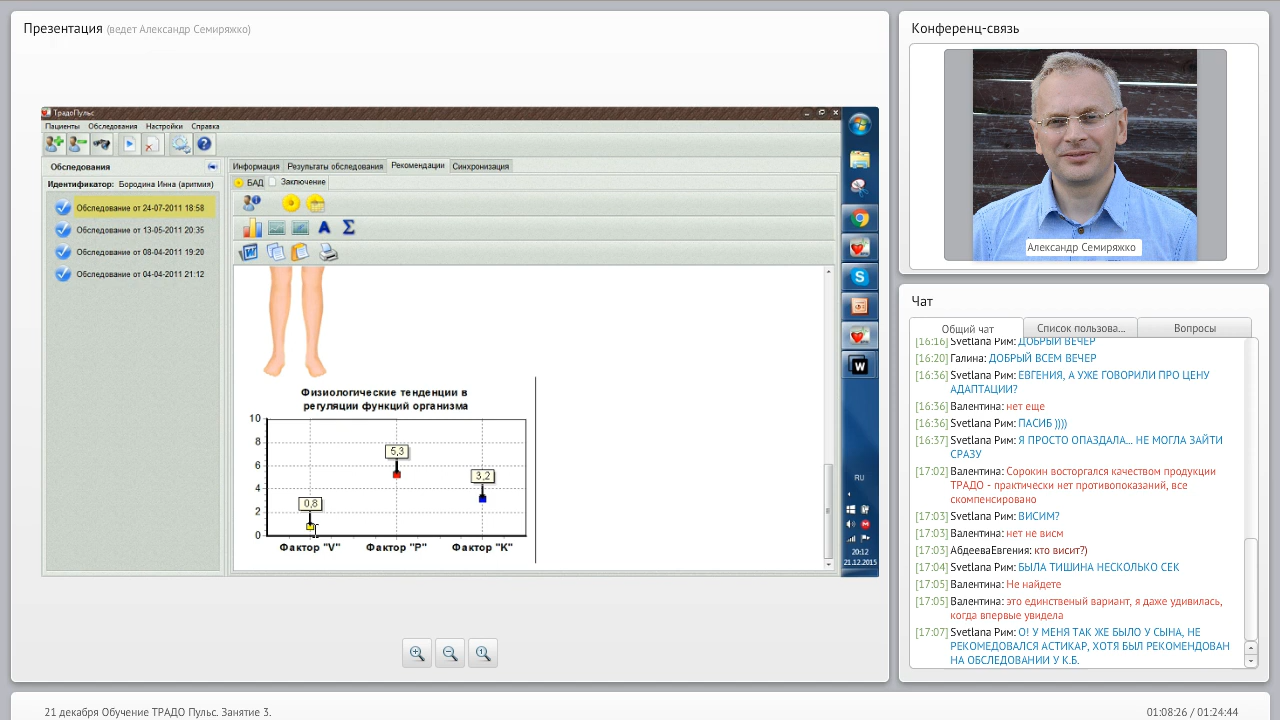 Презентация (ведет Александр Семиряжко)
ТрадоПульс
Пациенты Обследования Настройки Справка
Обследования
Идентификатор: Бородина Инна (аритмия)
Обследование от 24-07-2011 18:58
Обследование от 13-05-2011 20:35
Обследование от 08-04-2011 19:20
Обследование от 04-04-2011 21:12
Информация Результаты обследования Рекомендации Синхронизация
БАД Заключение
Физиологические тенденции в
регуляции функций организма
10
8
6
4
2
0
0,8
5,3
3,2
Фактор "V" Фактор "P" Фактор "K"
RU
20:12
21.12.2015
Конференц-связь
Александр Семиряжко
Чат
Общий чат Список пользова... Вопросы
[16:16] Svetlana Рим: ДОБРЫЙ ВЕЧЕР
[16:20] Галина: ДОБРЫЙ ВСЕМ ВЕЧЕР
[16:36] Svetlana Рим: ЕВГЕНИЯ, А УЖЕ ГОВОРИЛИ ПРО ЦЕНУ
АДАПТАЦИИ?
[16:36] Валентина: нет еще
[16:36] Svetlana Рим: ПАСИБ ))))
[16:37] Svetlana Рим: Я ПРОСТО ОПАЗДАЛА... НЕ МОГЛА ЗАЙТИ
СРАЗУ
[17:02] Валентина: Сорокин восторгался качеством продукции
ТРАДО - практически нет противопоказаний, все
скомпенсировано
[17:03] Svetlana Рим: ВИСИМ?
[17:03] Валентина: нет не висм
[17:03] АбдееваЕвгения: кто висит?)
[17:04] Svetlana Рим: БЫЛА ТИШИНА НЕСКОЛЬКО СЕК
[17:05] Валентина: Не найдете
[17:05] Валентина: это единственый вариант, я даже удивилась,
когда впервые увидела
[17:07] Svetlana Рим: О! У МЕНЯ ТАК ЖЕ БЫЛО У СЫНА, НЕ
РЕКОМЕДОВАЛСЯ АСТИКАР, ХОТЯ БЫЛ РЕКОМЕНДОВАН
НА ОБСЛЕДОВАНИИ У К.Б.
21 декабря Обучение ТРАДО Пульс. Занятие 3.
01:08:26 / 01:24:44